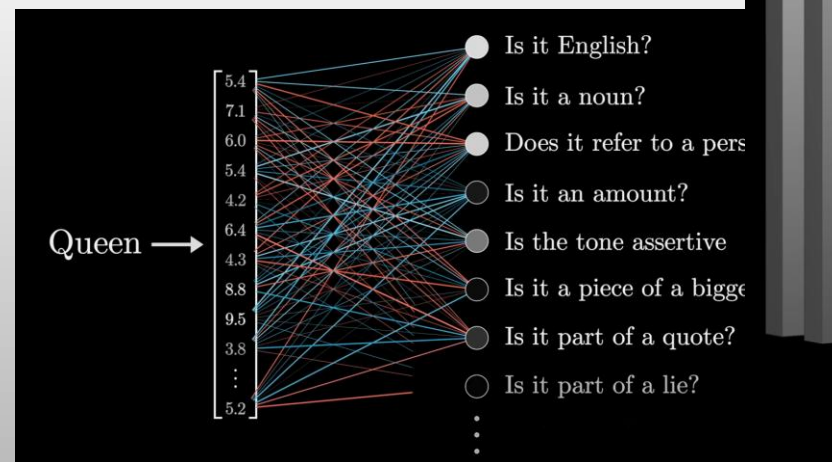 Is it English?
5.4
7.1
Is it a noun?
6.0
Does it refer to a pers
5.4
Is it an amount?
4.2
6.4
Queen
Is the tone assertive
4.3
8.8
Is it a piece of a bigge
9.5
Is it part of a quote?
3.8
⋮
Is it part of a lie?
5.2
⋮